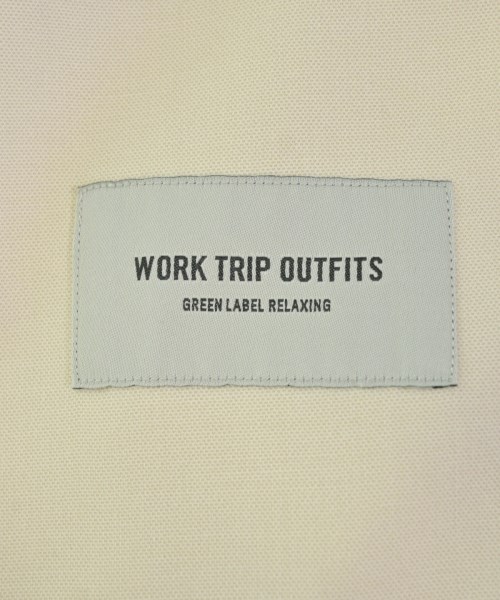 WORK TRIP OUTFITS
GREEN LABEL RELAXING